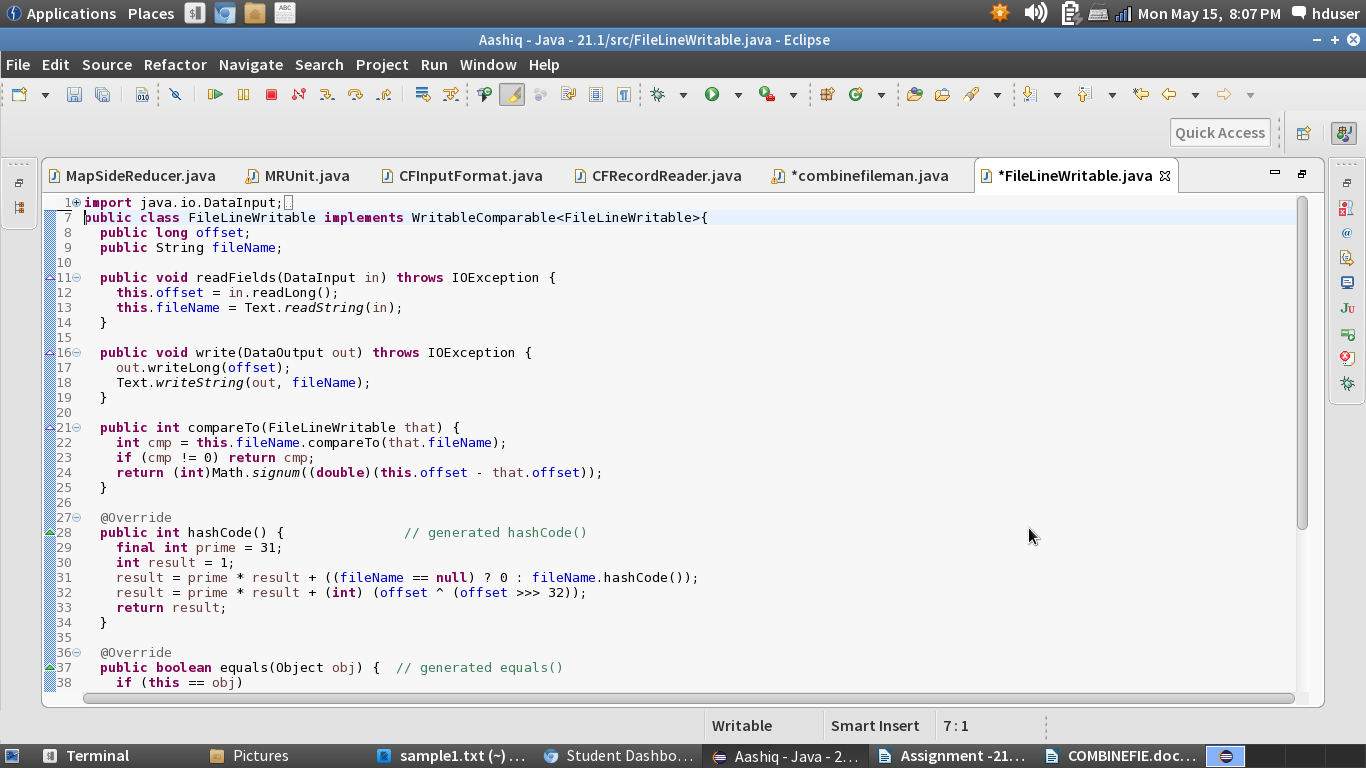 Applications Places Mon May 15, 8:07 PM hduser
Aashiq - Java - 21.1/src/FileLineWritable.java - Eclipse
File Edit Source Refactor Navigate Search Project Run Window Help
Quick Access
MapSideReducer.java MRUnit.java CFInputFormat.java CFRecordReader.java *combinefileman.java *FileLineWritable.java
1 import java.io.DataInput;
7 public class FileLineWritable implements WritableComparable<FileLineWritable>{
8 public long offset;
9 public String fileName;
10
11 public void readFields(DataInput in) throws IOException {
12 this.offset = in.readLong();
13 this.fileName = Text.readString(in);
14 }
15
16 public void write(DataOutput out) throws IOException {
17 out.writeLong(offset);
18 Text.writeString(out, fileName);
19 }
20
21 public int compareTo(FileLineWritable that) {
22 int cmp = this.fileName.compareTo(that.fileName);
23 if (cmp != 0) return cmp;
24 return (int)Math.signum((double)(this.offset - that.offset));
25 }
26
27 @Override
28 public int hashCode() { // generated hashCode()
29 final int prime = 31;
30 int result = 1;
31 result = prime * result + ((fileName == null) ? 0 : fileName.hashCode());
32 result = prime * result + (int) (offset ^ (offset >>> 32));
33 return result;
34 }
35
36 @Override
37 public boolean equals(Object obj) { // generated equals()
38 if (this == obj)
Writable Smart Insert 7 : 1
Terminal Pictures sample1.txt (~) ... Student Dashbo... Aashiq - Java - 2... Assignment -21... COMBINEFIE.doc...